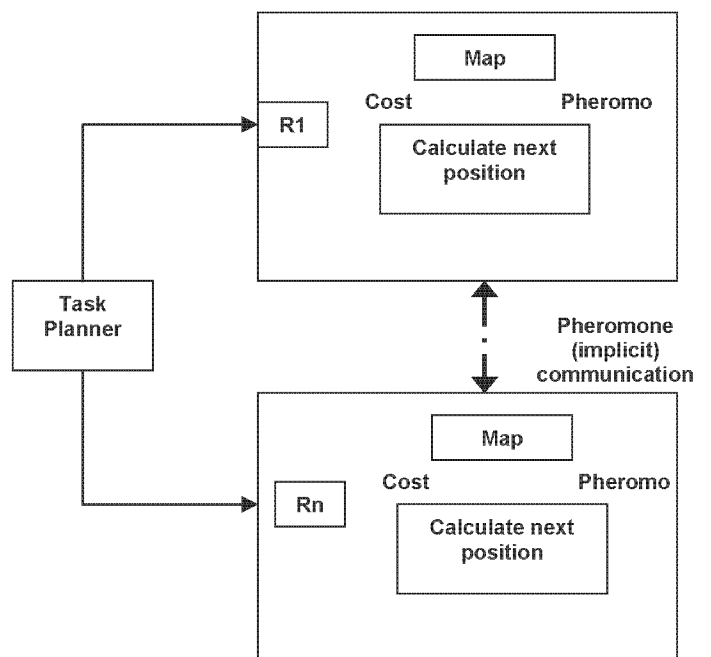 Map
Cost Pheromo
R1
Calculate next
position
Task
Planner
Pheromone
(implicit)
communication
Map
Cost Pheromo
Rn
Calculate next
position